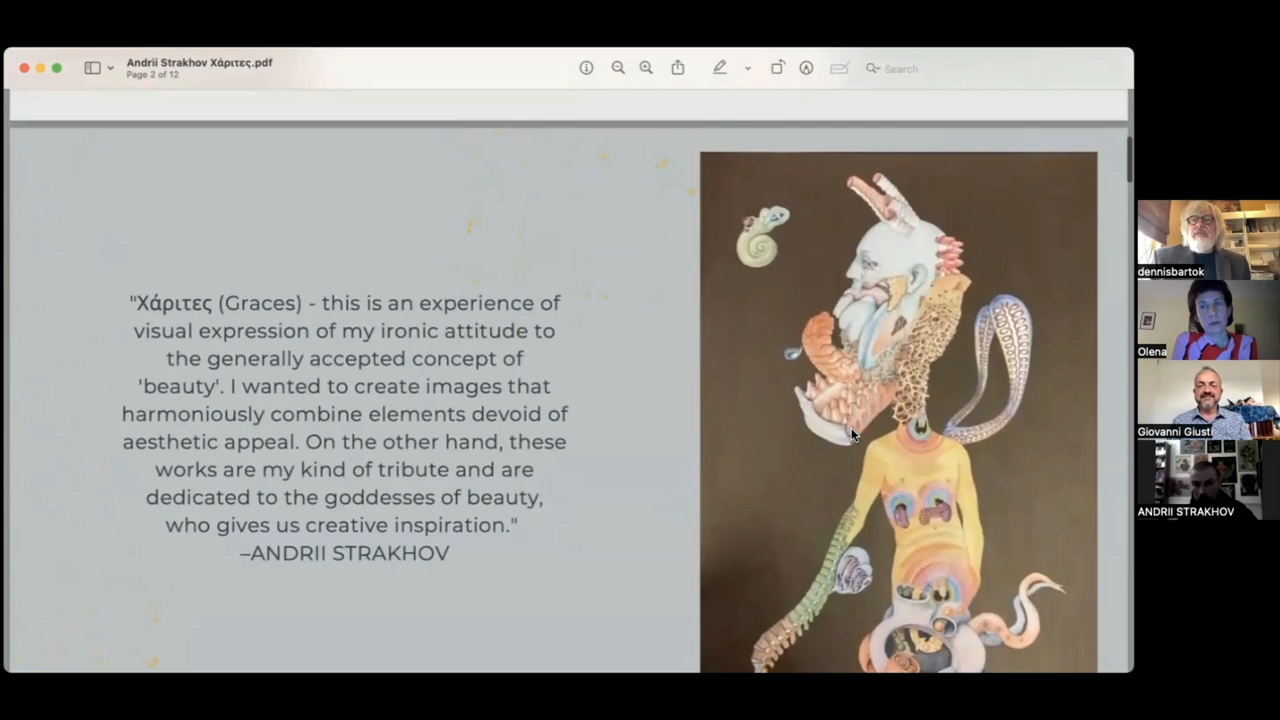 Andrii Strakhov Χάριτες.pdf
Page 2 of 12
Search
"Χάριτες (Graces) - this is an experience of
visual expression of my ironic attitude to
the generally accepted concept of
'beauty'. I wanted to create images that
harmoniously combine elements devoid of
aesthetic appeal. On the other hand, these
works are my kind of tribute and are
dedicated to the goddesses of beauty,
who gives us creative inspiration."
–ANDRII STRAKHOV
dennisbartok
Olena
Giovanni Giusti
ANDRII STRAKHOV